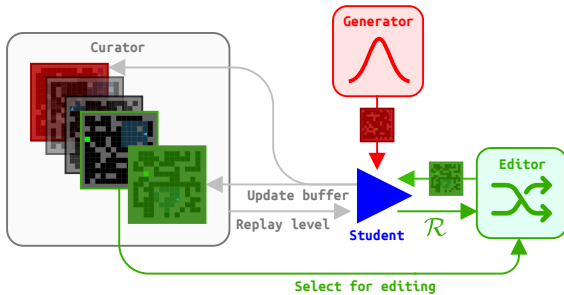 Generator
Curator
Editor
Update buffer
Replay level
Student
ℛ
Select for editing